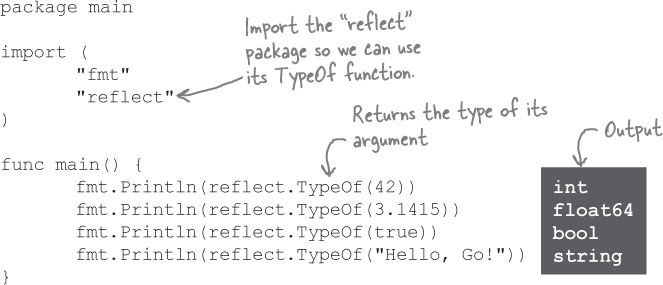 package main
import (
"fmt"
"reflect"
)
Import the “reflect”
package so we can use
its TypeOf function.
Returns the type of its
argument
func main() {
fmt.Println(reflect.TypeOf(42))
fmt.Println(reflect.TypeOf(3.1415))
fmt.Println(reflect.TypeOf(true))
fmt.Println(reflect.TypeOf("Hello, Go!"))
}
Output
int
float64
bool
string